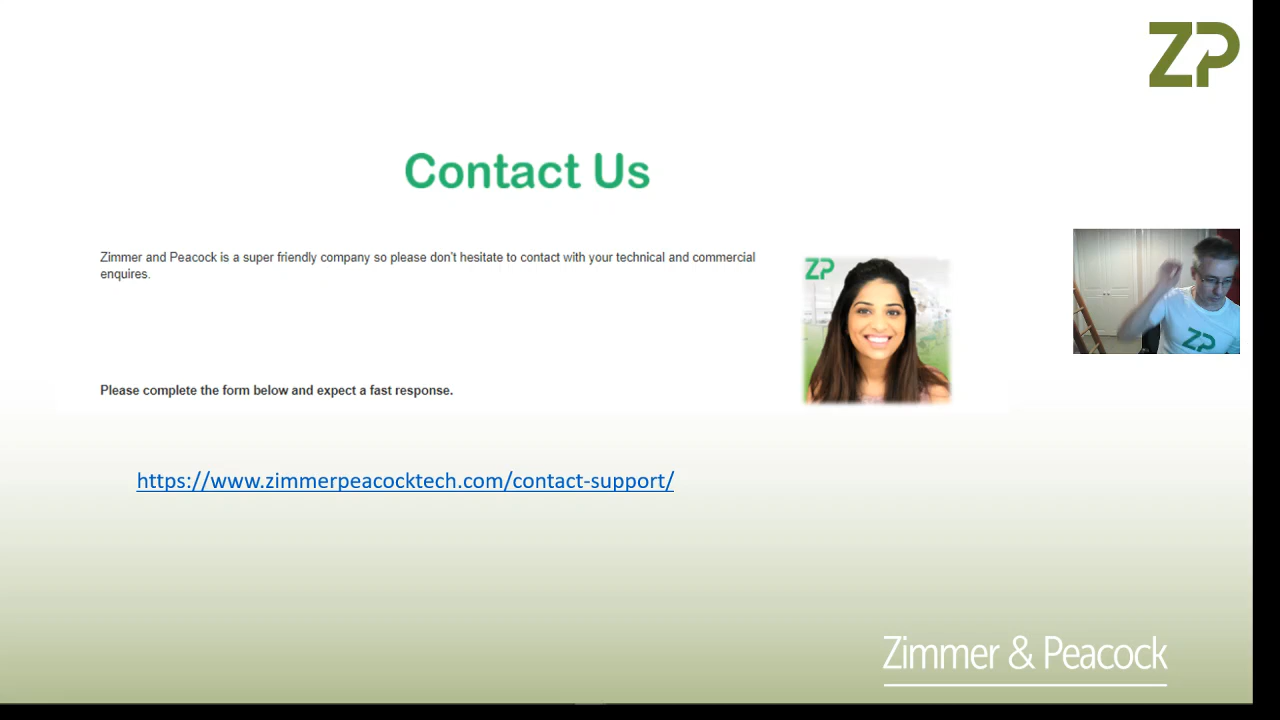 ZP
Contact Us
Zimmer and Peacock is a super friendly company so please don't hesitate to contact with your technical and commercial
enquires.
ZP
ZP
Please complete the form below and expect a fast response.
https://www.zimmerpeacocktech.com/contact-support/
Zimmer & Peacock